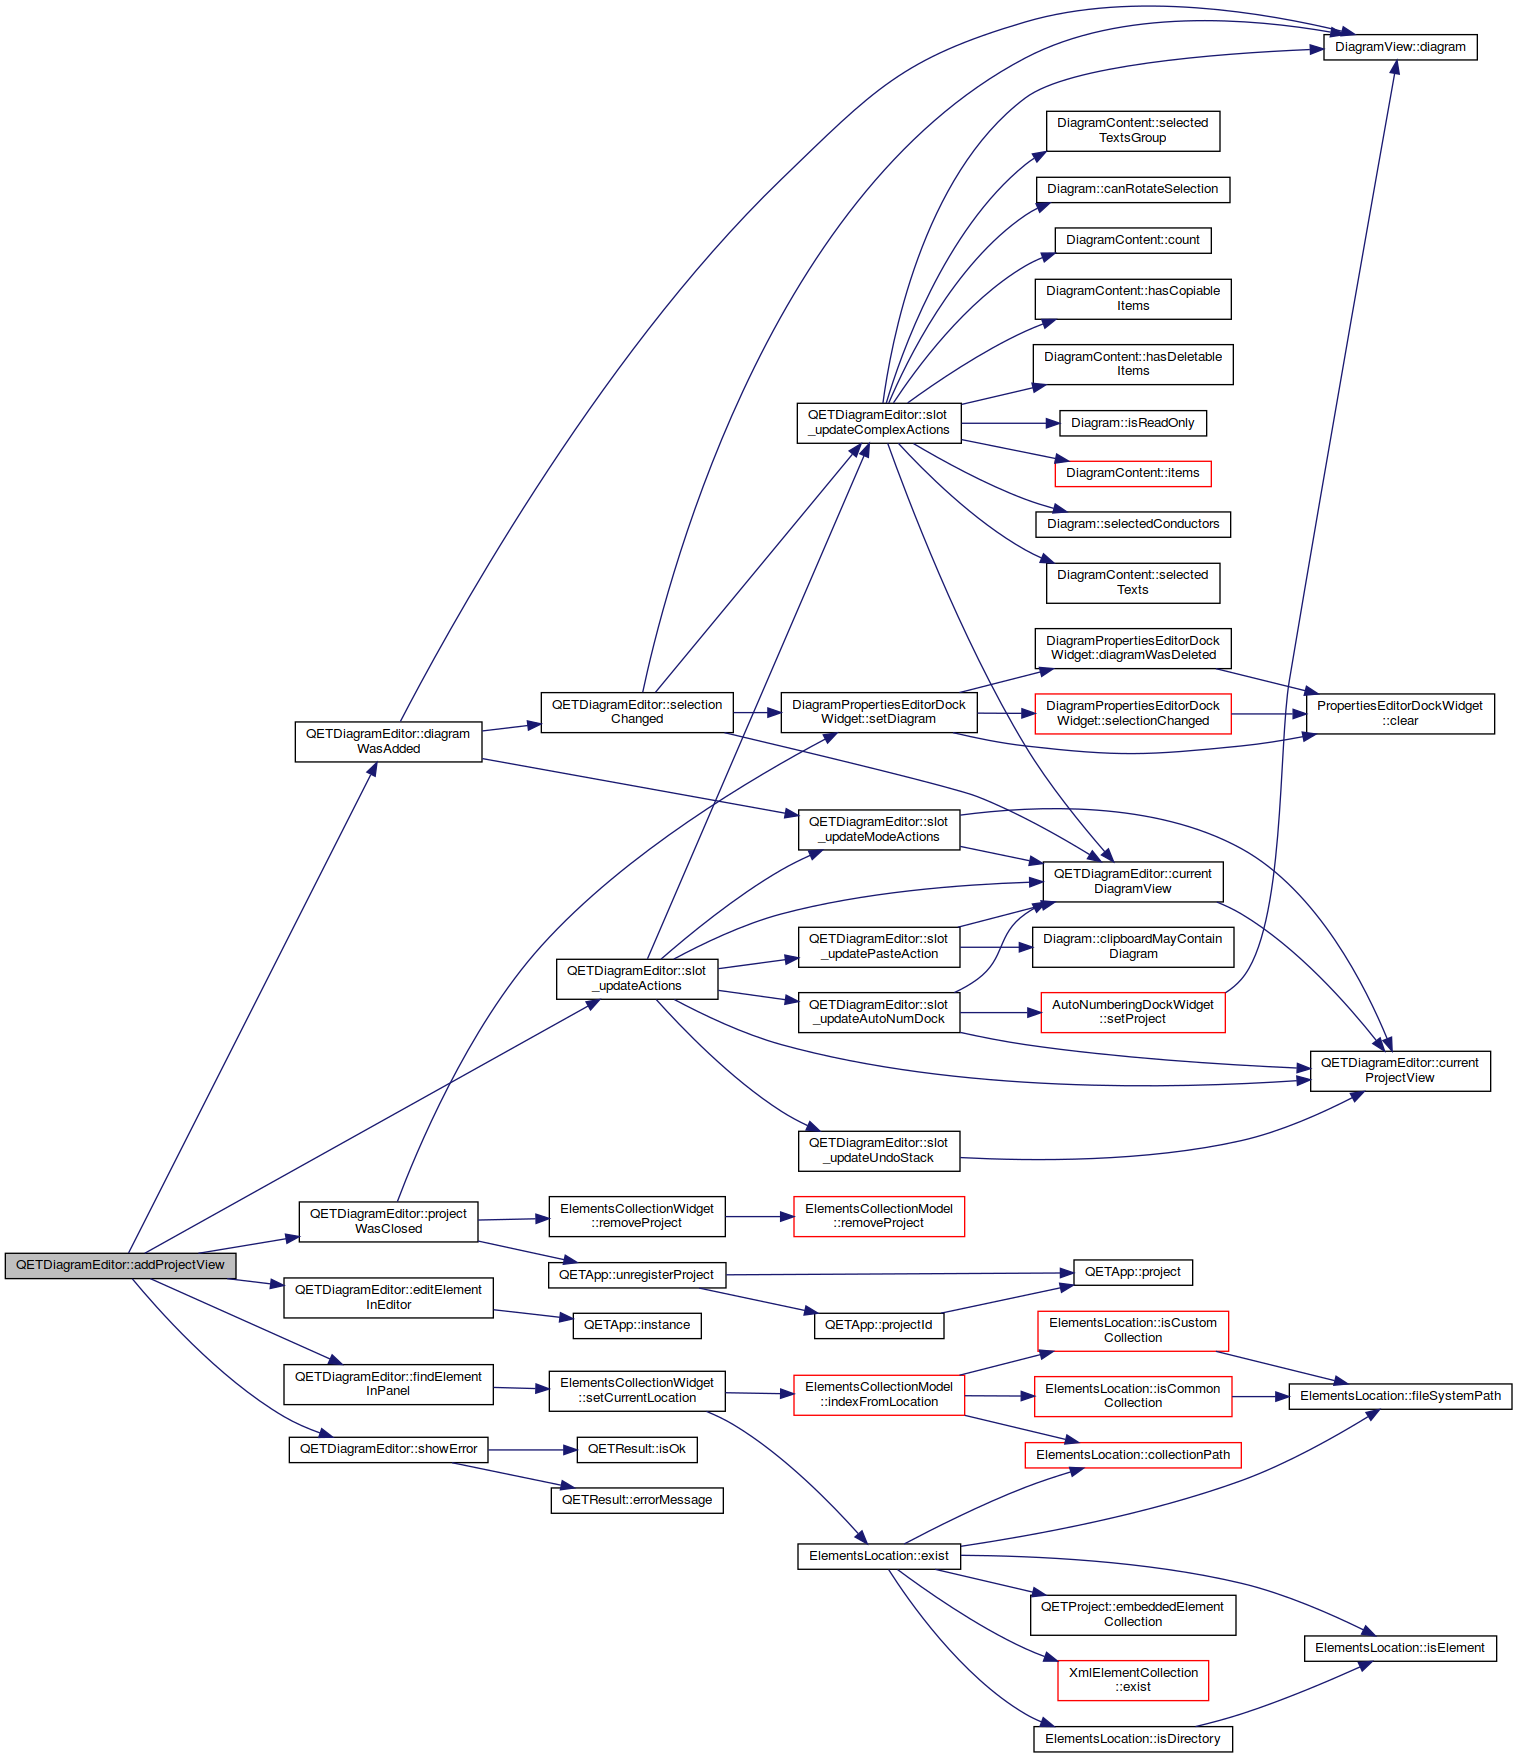 DiagramView::diagram
DiagramContent::selected
TextsGroup
Diagram::canRotateSelection
DiagramContent::count
DiagramContent::hasCopiable
Items
DiagramContent::hasDeletable
Items
QETDiagramEditor::slot
_updateComplexActions
Diagram::isReadOnly
DiagramContent::items
Diagram::selectedConductors
DiagramContent::selected
Texts
DiagramPropertiesEditorDock
Widget::diagramWasDeleted
QETDiagramEditor::selection
Changed
DiagramPropertiesEditorDock
Widget::setDiagram
DiagramPropertiesEditorDock
Widget::selectionChanged
PropertiesEditorDockWidget
::clear
QETDiagramEditor::diagram
WasAdded
QETDiagramEditor::slot
_updateModeActions
QETDiagramEditor::current
DiagramView
QETDiagramEditor::slot
_updatePasteAction
Diagram::clipboardMayContain
Diagram
QETDiagramEditor::slot
_updateActions
QETDiagramEditor::slot
_updateAutoNumDock
AutoNumberingDockWidget
::setProject
QETDiagramEditor::current
ProjectView
QETDiagramEditor::slot
_updateUndoStack
QETDiagramEditor::project
WasClosed
ElementsCollectionWidget
::removeProject
ElementsCollectionModel
::removeProject
QETDiagramEditor::addProjectView
QETApp::unregisterProject
QETApp::project
QETDiagramEditor::editElement
InEditor
QETApp::instance
QETApp::projectId
ElementsLocation::isCustom
Collection
QETDiagramEditor::findElement
InPanel
ElementsCollectionWidget
::setCurrentLocation
ElementsCollectionModel
::indexFromLocation
ElementsLocation::isCommon
Collection
ElementsLocation::fileSystemPath
QETDiagramEditor::showError
QETResult::isOk
ElementsLocation::collectionPath
QETResult::errorMessage
ElementsLocation::exist
QETProject::embeddedElement
Collection
ElementsLocation::isElement
XmlElementCollection
::exist
ElementsLocation::isDirectory